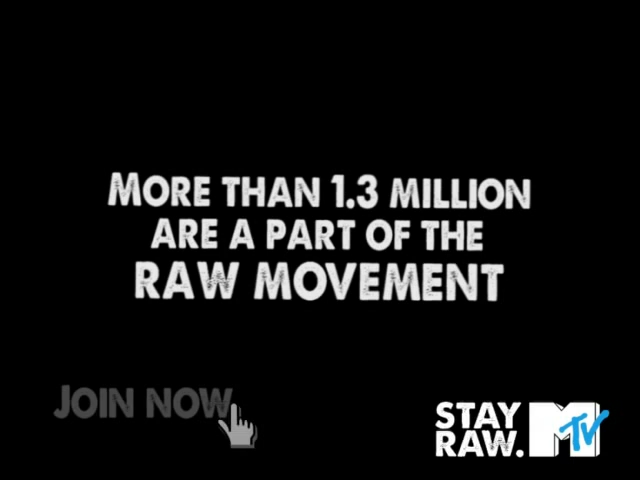 MORE THAN 1.3 MILLION
ARE A PART OF THE
RAW MOVEMENT
JOIN NOW
STAY
RAW.
MTV